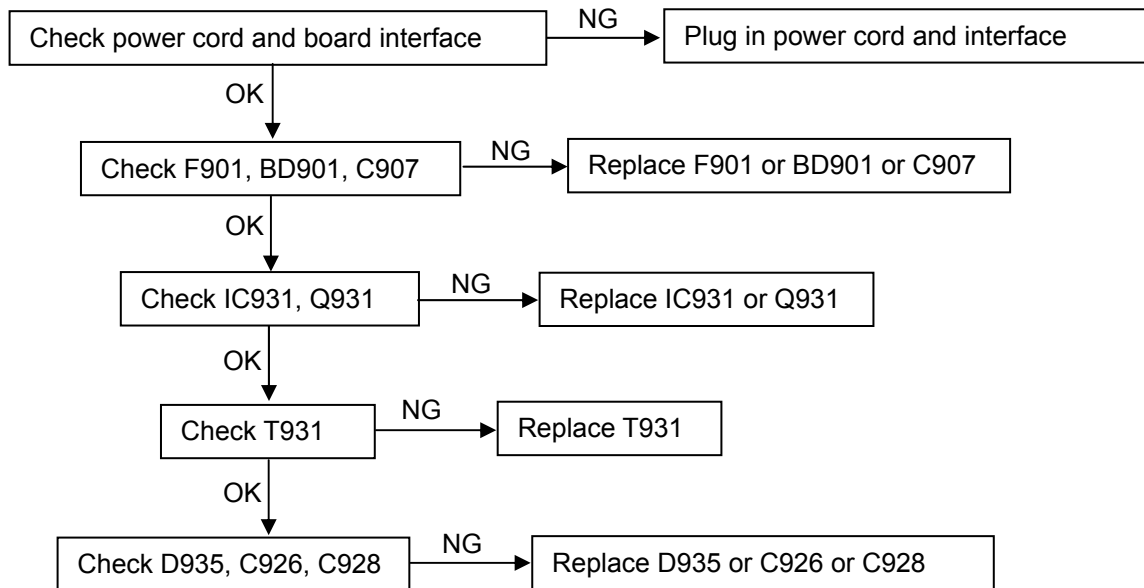 Check power cord and board interface
NG
Plug in power cord and interface
OK
Check F901, BD901, C907
NG
Replace F901 or BD901 or C907
OK
Check IC931, Q931
NG
Replace IC931 or Q931
OK
Check T931
NG
Replace T931
OK
Check D935, C926, C928
NG
Replace D935 or C926 or C928